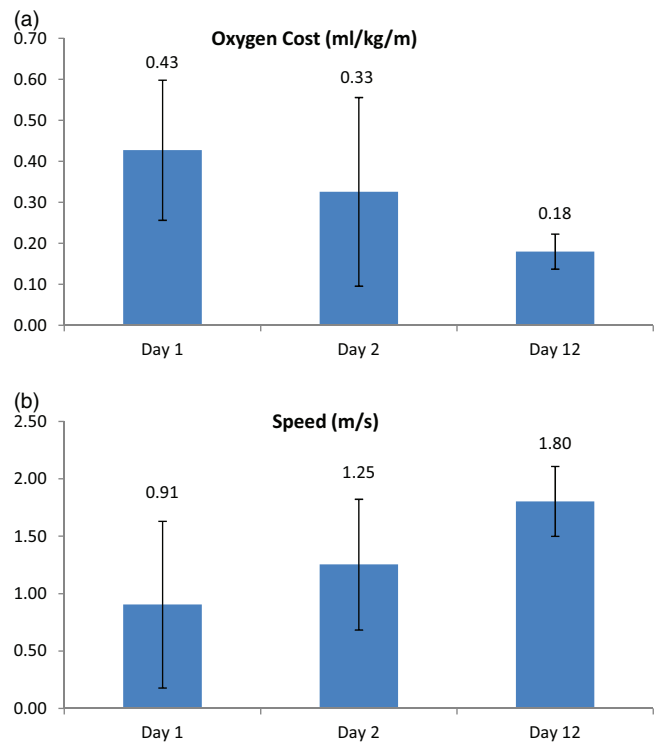 (a)
Oxygen Cost (ml/kg/m)
0.70
0.60
0.50
0.40
0.30
0.20
0.10
0.00
0.43
0.33
0.18
Day 1
Day 2
Day 12
(b)
Speed (m/s)
2.50
2.00
1.50
1.00
0.50
0.00
0.91
1.25
1.80
Day 1
Day 2
Day 12